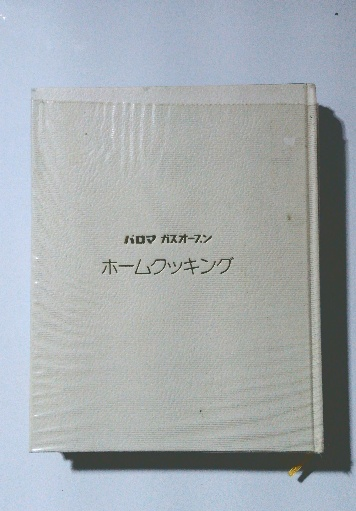 パロマ ガスオーブン
ホームクッキング